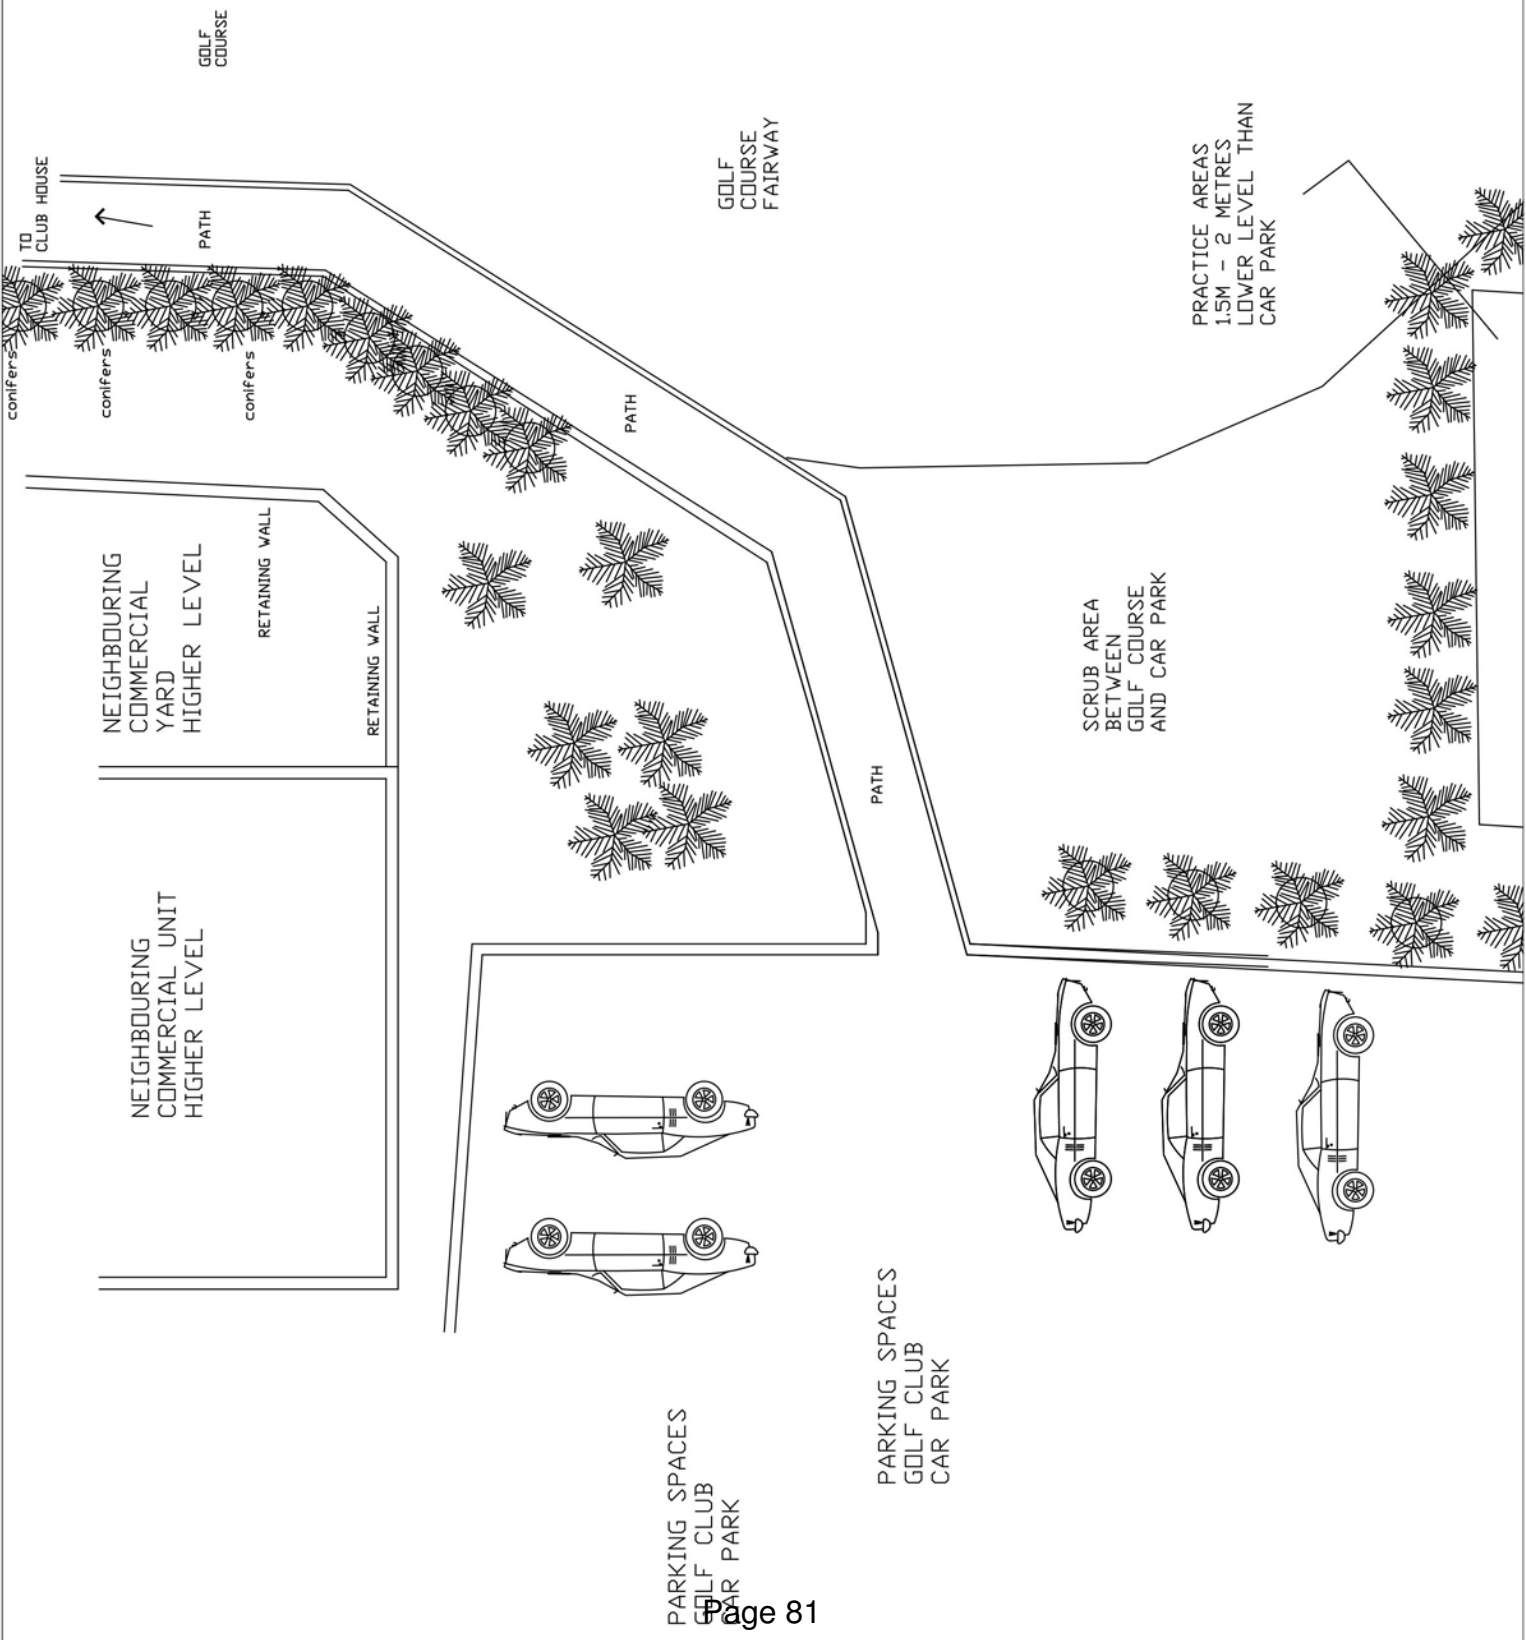 GOLF
COURSE
TO
CLUB HOUSE
PATH
conifers
conifers
conifers
GOLF
COURSE
FAIRWAY
PRACTICE AREAS
1.5M - 2 METRES
LOWER LEVEL THAN
CAR PARK
PATH
NEIGHBOURING
COMMERCIAL
YARD
HIGHER LEVEL
RETAINING WALL
RETAINING WALL
SCRUB AREA
BETWEEN
GOLF COURSE
AND CAR PARK
PATH
NEIGHBOURING
COMMERCIAL UNIT
HIGHER LEVEL
PARKING SPACES
GOLF CLUB
CAR PARK
PARKING SPACES
GOLF CLUB
CAR PARK
Page 81